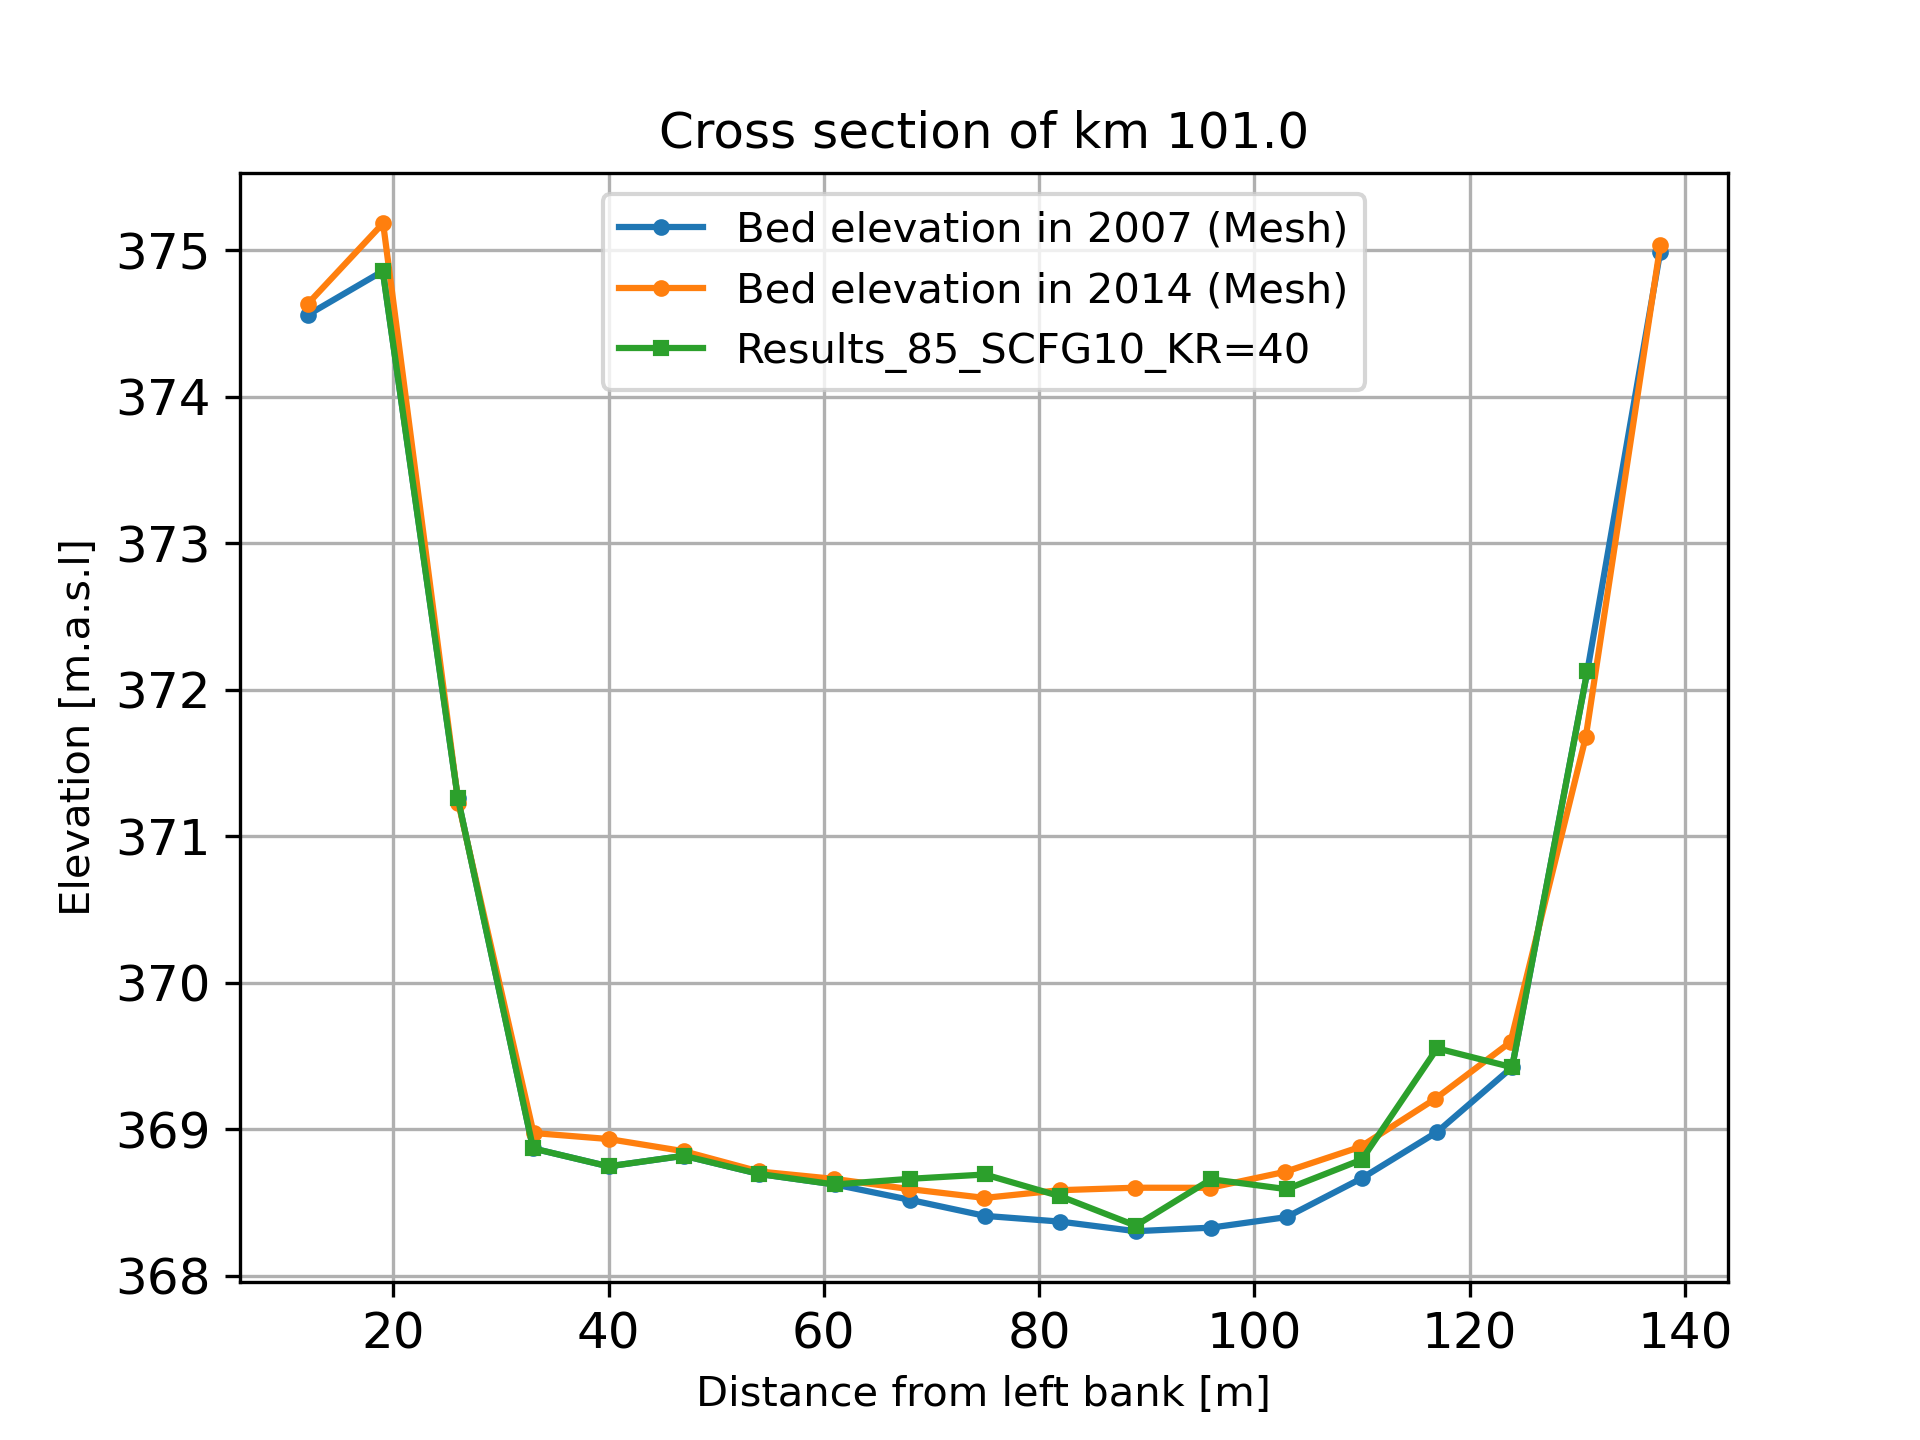 Cross section of km 101.0
Bed elevation in 2007 (Mesh)
Bed elevation in 2014 (Mesh)
Results_85_SCFG10_KR=40
Elevation [m.a.s.l]
375
374
373
372
371
370
369
368
20 40 60 80 100 120 140
Distance from left bank [m]